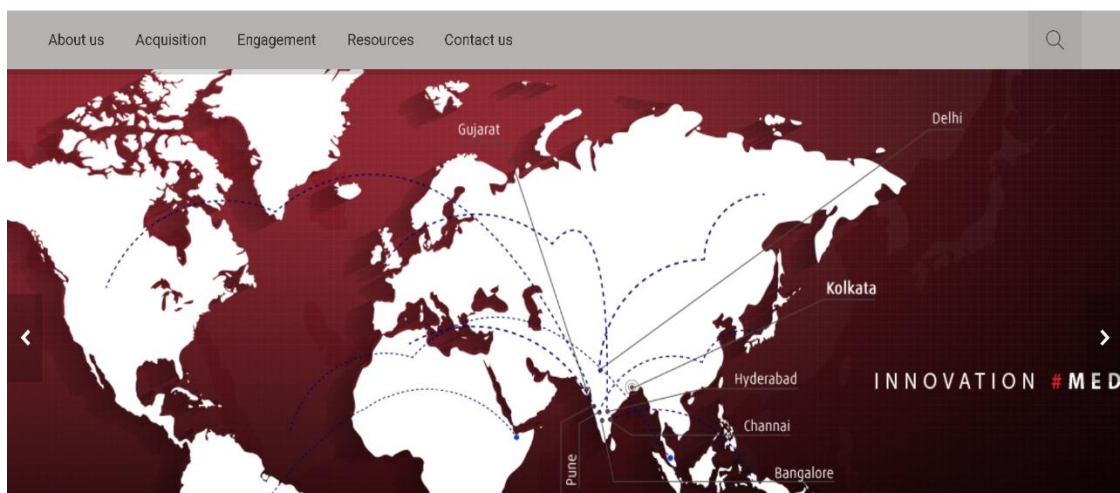 About us Acquisition Engagement Resources Contact us
Gujarat
Delhi
Kolkata
Hyderabad
INNOVATION #MED
Channai
Pune
Bangalore